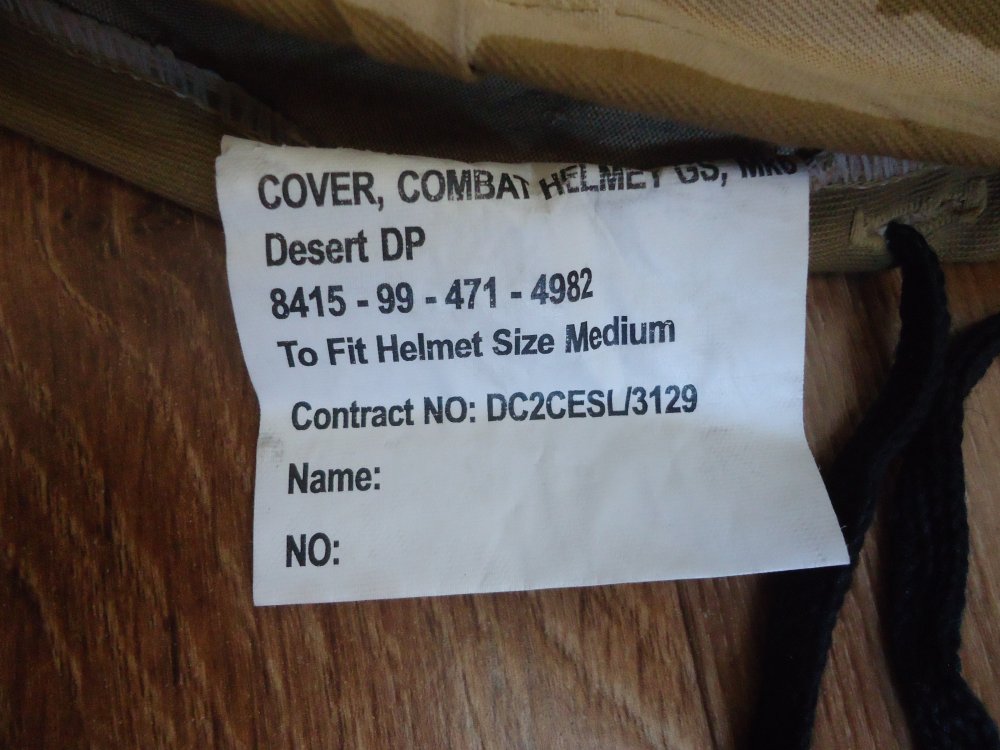 COVER, COMBAT HELMET GS, MK6
Desert DP
8415 - 99 - 471 - 4982
To Fit Helmet Size Medium
Contract NO: DC2CESL/3129
Name:
NO: